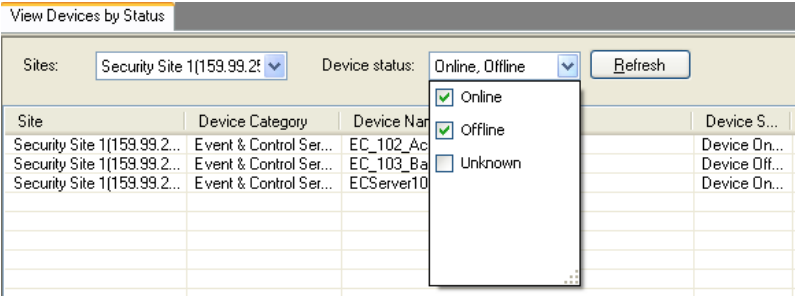 View Devices by Status
Sites: Security Site 1(159.99.25 Device status: Online, Offline Refresh
Online
Offline
Unknown
Site Device Category Device Nar Device S...
Security Site 1(159.99.2... Event & Control Ser... EC_102_Ac Device On...
Security Site 1(159.99.2... Event & Control Ser... EC_103_Ba Device Off...
Security Site 1(159.99.2... Event & Control Ser... ECServer10 Device On...